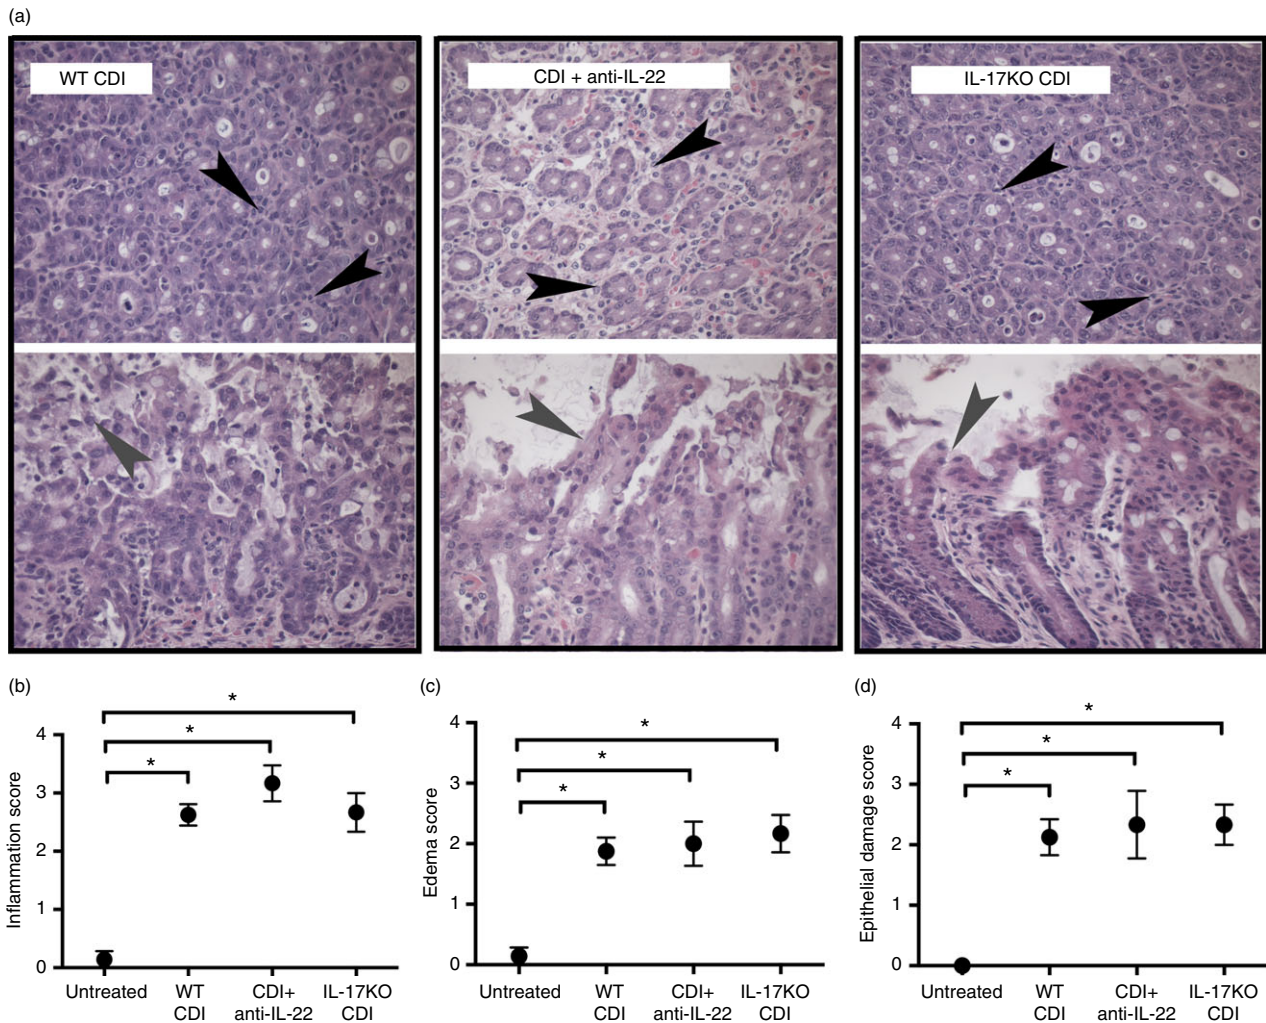 (a)
WT CDI
CDI + anti-IL-22
IL-17KO CDI
(b)
Inflammation score
4
3
2
1
0
*
*
*
Untreated
WT
CDI
CDI+
anti-IL-22
IL-17KO
CDI
(c)
Edema score
4
3
2
1
0
*
*
*
Untreated
WT
CDI
CDI+
anti-IL-22
IL-17KO
CDI
(d)
Epithelial damage score
4
3
2
1
0
*
*
*
Untreated
WT
CDI
CDI+
anti-IL-22
IL-17KO
CDI